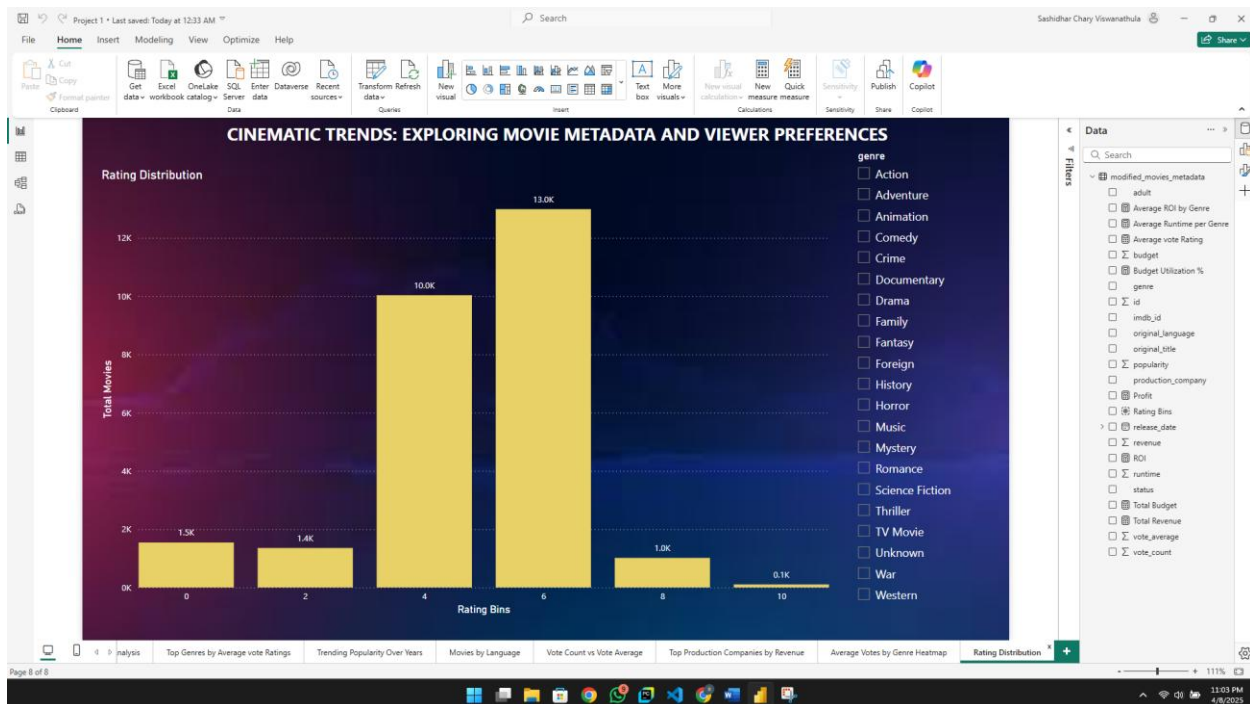 Project 1 • Last saved: Today at 12:33 AM
Search
Sashidhar Chary Viswanathula
File Home Insert Modeling View Optimize Help
Share
Paste
Cut
Copy
Format painter
Clipboard
Get data
Excel workbook
OneLake catalog
SQL Server
Enter data
Dataverse
Recent sources
Data
Transform data
Refresh
Queries
New visual
Text box
More visuals
Insert
New visual calculation
New measure
Quick measure
Calculations
Sensitivity
Sensitivity
Publish
Share
Copilot
Copilot
CINEMATIC TRENDS: EXPLORING MOVIE METADATA AND VIEWER PREFERENCES
Rating Distribution
Total Movies
12K
10K
8K
6K
4K
2K
0K
1.5K
1.4K
10.0K
13.0K
1.0K
0.1K
0 2 4 6 8 10
Rating Bins
genre
Action
Adventure
Animation
Comedy
Crime
Documentary
Drama
Family
Fantasy
Foreign
History
Horror
Music
Mystery
Romance
Science Fiction
Thriller
TV Movie
Unknown
War
Western
Filters
Data
Search
modified_movies_metadata
adult
Average ROI by Genre
Average Runtime per Genre
Average vote Rating
budget
Budget Utilization %
genre
id
imdb_id
original_language
original_title
popularity
production_company
Profit
Rating Bins
release_date
revenue
ROI
runtime
status
Total Budget
Total Revenue
vote_average
vote_count
nalysis
Top Genres by Average vote Ratings
Trending Popularity Over Years
Movies by Language
Vote Count vs Vote Average
Top Production Companies by Revenue
Average Votes by Genre Heatmap
Rating Distribution
Page 8 of 8
111%
11:03 PM
4/8/2025